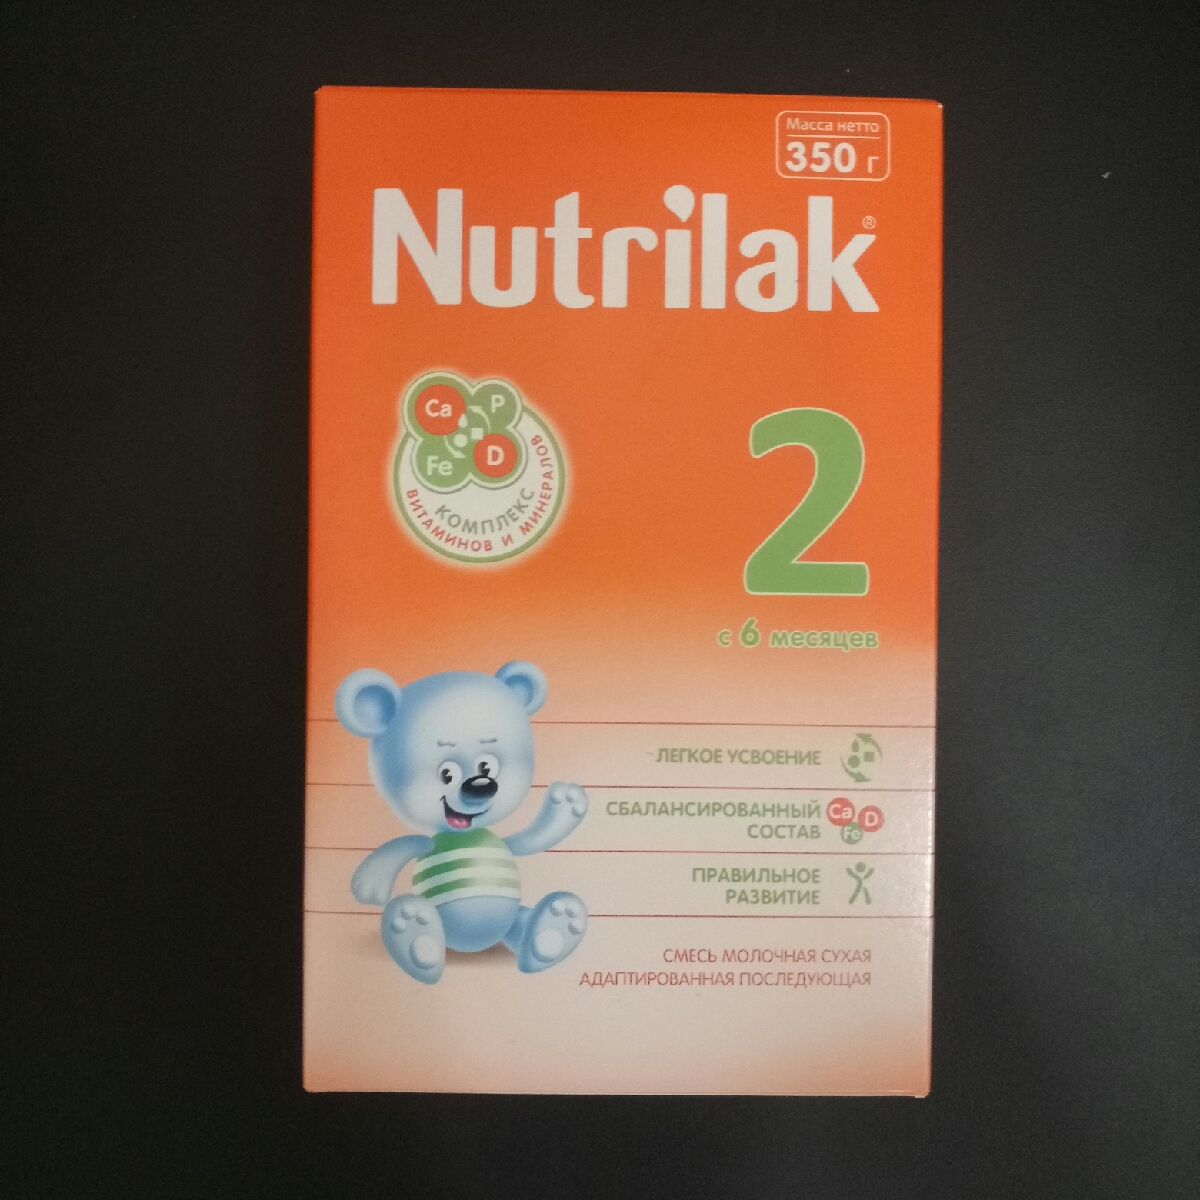 Масса нетто
350 г
Nutrilak®
Ca P
Fe D
КОМПЛЕКС
ВИТАМИНОВ И МИНЕРАЛОВ
2
с 6 месяцев
ЛЕГКОЕ УСВОЕНИЕ
СБАЛАНСИРОВАННЫЙ
СОСТАВ
Ca D
Fe
ПРАВИЛЬНОЕ
РАЗВИТИЕ
СМЕСЬ МОЛОЧНАЯ СУХАЯ
АДАПТИРОВАННАЯ ПОСЛЕДУЮЩАЯ